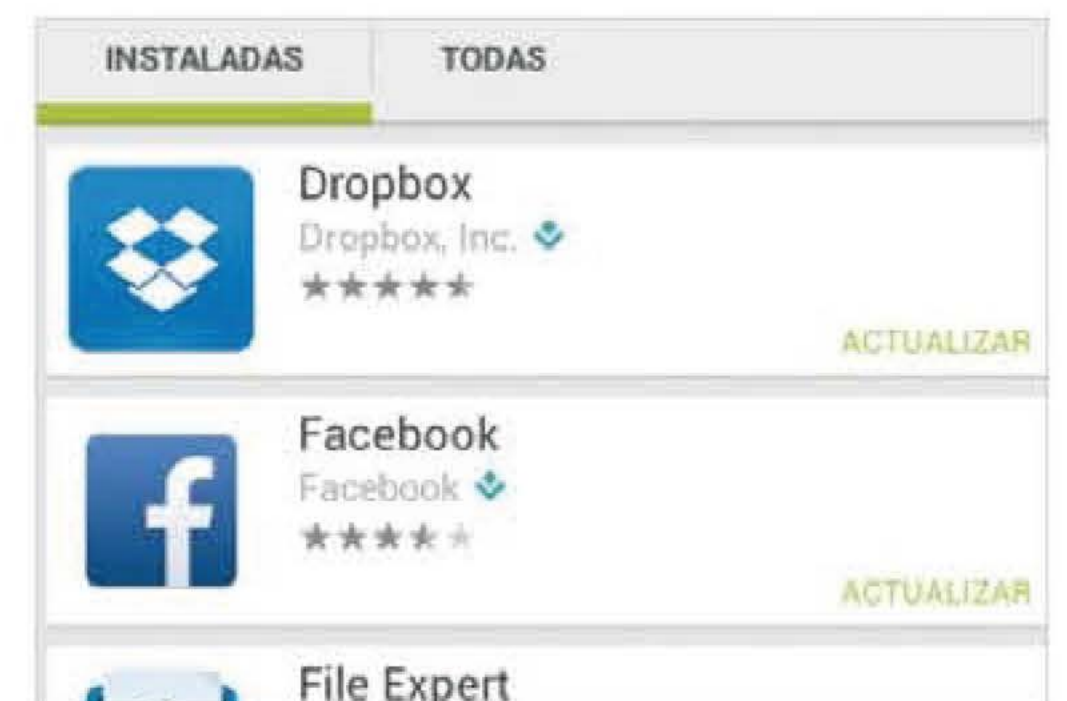 INSTALADAS TODAS
Dropbox
Dropbox, Inc.
ACTUALIZAR
Facebook
Facebook
ACTUALIZAR
File Expert